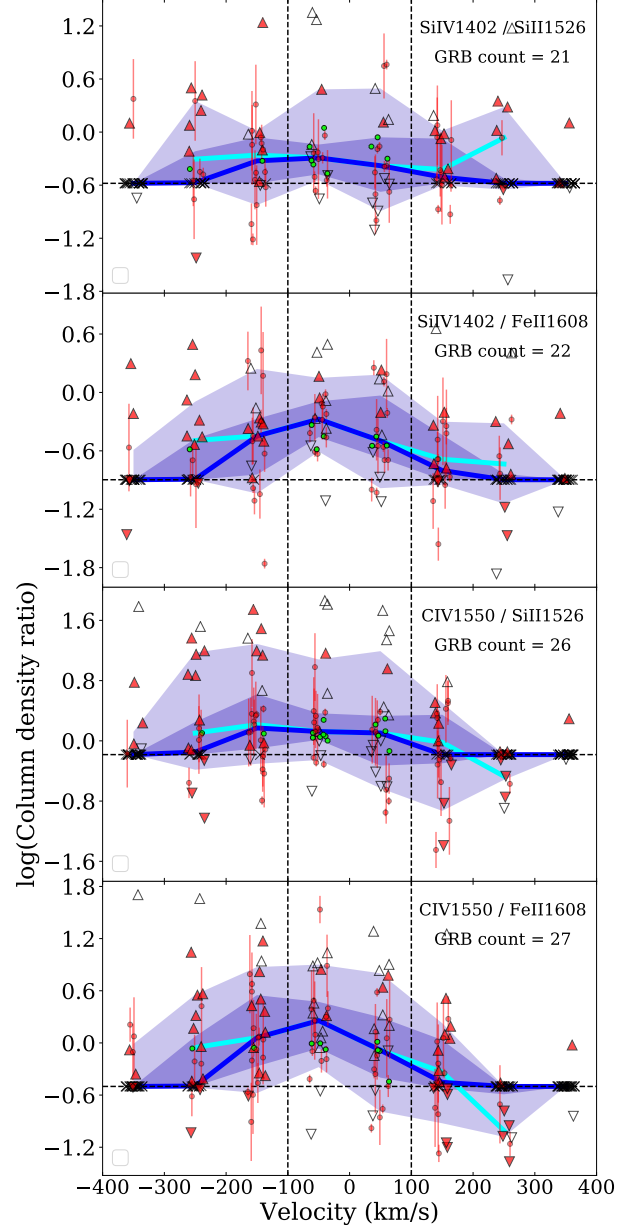 SiIV1402 / SiII1526
GRB count = 21
1.2
0.6
0.0
−0.6
−1.2
−1.8
SiIV1402 / FeII1608
GRB count = 22
0.6
0.0
−0.6
−1.2
−1.8
CIV1550 / SiII1526
GRB count = 26
1.6
0.8
0.0
−0.8
−1.6
CIV1550 / FeII1608
GRB count = 27
1.8
1.2
0.6
0.0
−0.6
−1.2
log(Column density ratio)
−400 −300 −200 −100 0 100 200 300 400
Velocity (km/s)